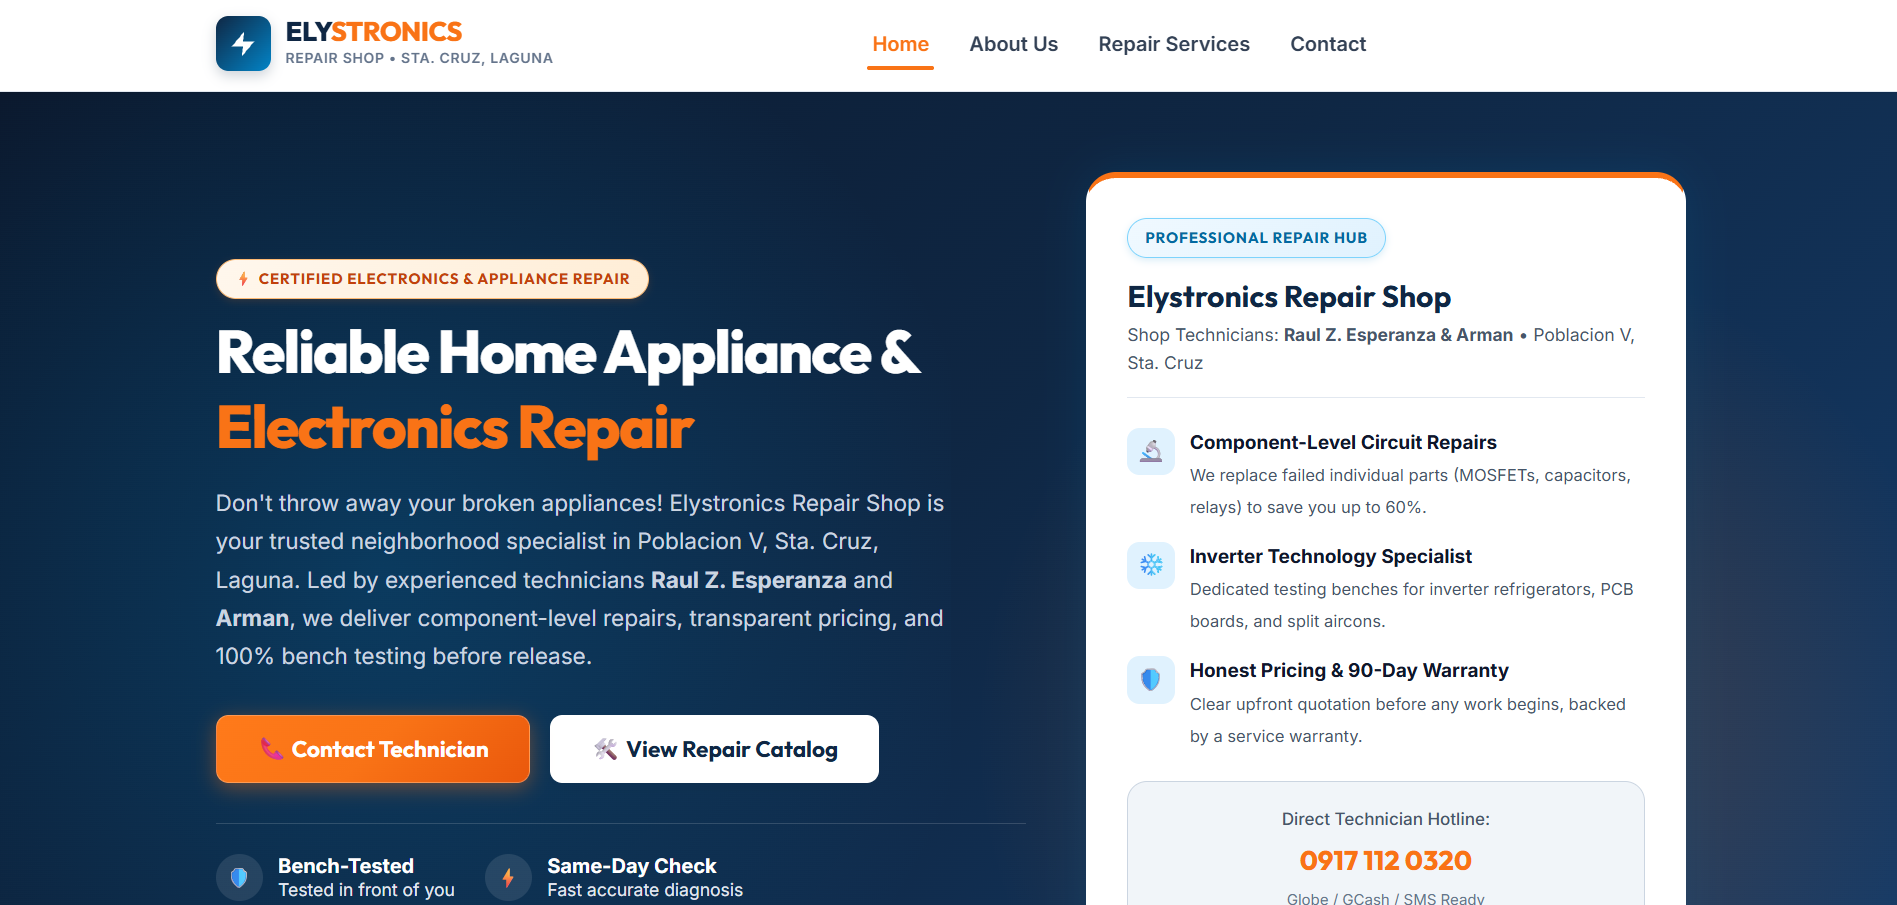 ELYSTRONICS
REPAIR SHOP • STA. CRUZ, LAGUNA
Home
About Us
Repair Services
Contact
CERTIFIED ELECTRONICS & APPLIANCE REPAIR
Reliable Home Appliance &
Electronics Repair
Don't throw away your broken appliances! Elystronics Repair Shop is
your trusted neighborhood specialist in Poblacion V, Sta. Cruz,
Laguna. Led by experienced technicians Raul Z. Esperanza and
Arman, we deliver component-level repairs, transparent pricing, and
100% bench testing before release.
Contact Technician
View Repair Catalog
Bench-Tested
Tested in front of you
Same-Day Check
Fast accurate diagnosis
PROFESSIONAL REPAIR HUB
Elystronics Repair Shop
Shop Technicians: Raul Z. Esperanza & Arman • Poblacion V,
Sta. Cruz
Component-Level Circuit Repairs
We replace failed individual parts (MOSFETs, capacitors,
relays) to save you up to 60%.
Inverter Technology Specialist
Dedicated testing benches for inverter refrigerators, PCB
boards, and split aircons.
Honest Pricing & 90-Day Warranty
Clear upfront quotation before any work begins, backed
by a service warranty.
Direct Technician Hotline:
0917 112 0320
Globe / GCash / SMS Ready